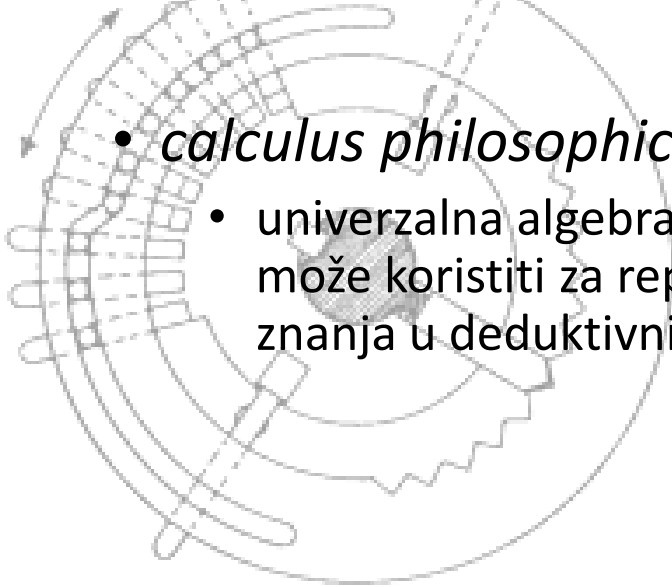 • calculus philosophic
• univerzalna algebra
može koristiti za rep
znanja u deduktivni